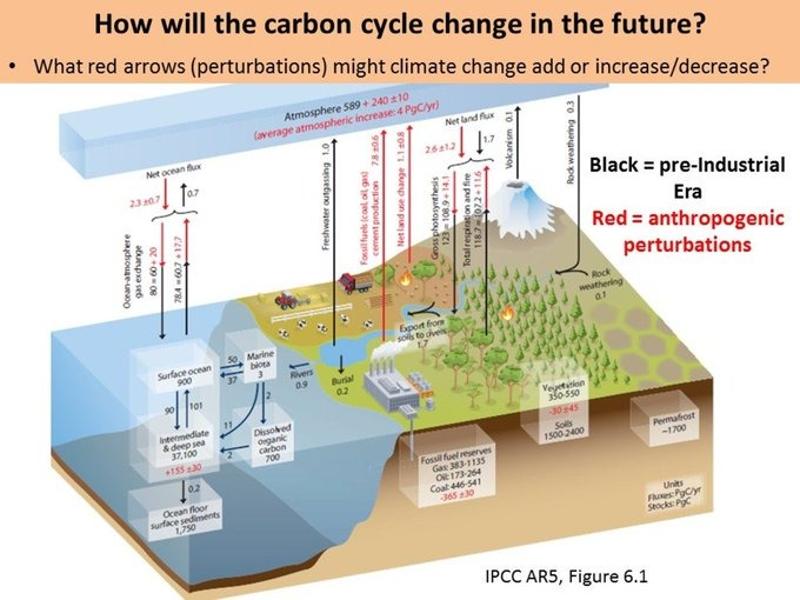 How will the carbon cycle change in the future?
• What red arrows (perturbations) might climate change add or increase/decrease?
Atmosphere 589 + 240 ±10
(average atmospheric increase: 4 PgC/yr)
Net ocean flux
2.3 ±0.7
0.7
Ocean-atmosphere
gas exchange
80 = 60 + 20
78.4 = 60.7 + 17.7
Freshwater outgassing 1.0
Fossil fuels (coal, oil, gas)
cement production 7.8 ±0.6
Net land use change 1.1 ±0.8
Net land flux
2.6 ±1.2
1.7
Gross photosynthesis
123 = 108.9 + 14.1
Total respiration and fire
118.7 = 107.2 + 11.6
Volcanism 0.1
Rock weathering 0.3
Black = pre-Industrial
Era
Red = anthropogenic
perturbations
Rock
weathering
0.1
Export from
soils to rivers
1.7
Surface ocean
900
50
37
Marine
biota
3
Rivers
0.9
Burial
0.2
90
101
2
11
2
Intermediate
& deep sea
37,100
+155 ±30
Dissolved
organic
carbon
700
0.2
Ocean floor
surface sediments
1,750
Fossil fuel reserves
Gas: 383-1135
Oil: 173-264
Coal: 446-541
-365 ±30
Vegetation
350-550
-30 ±45
Soils
1500-2400
Permafrost
~1700
Units
Fluxes: PgC/yr
Stocks: PgC
IPCC AR5, Figure 6.1